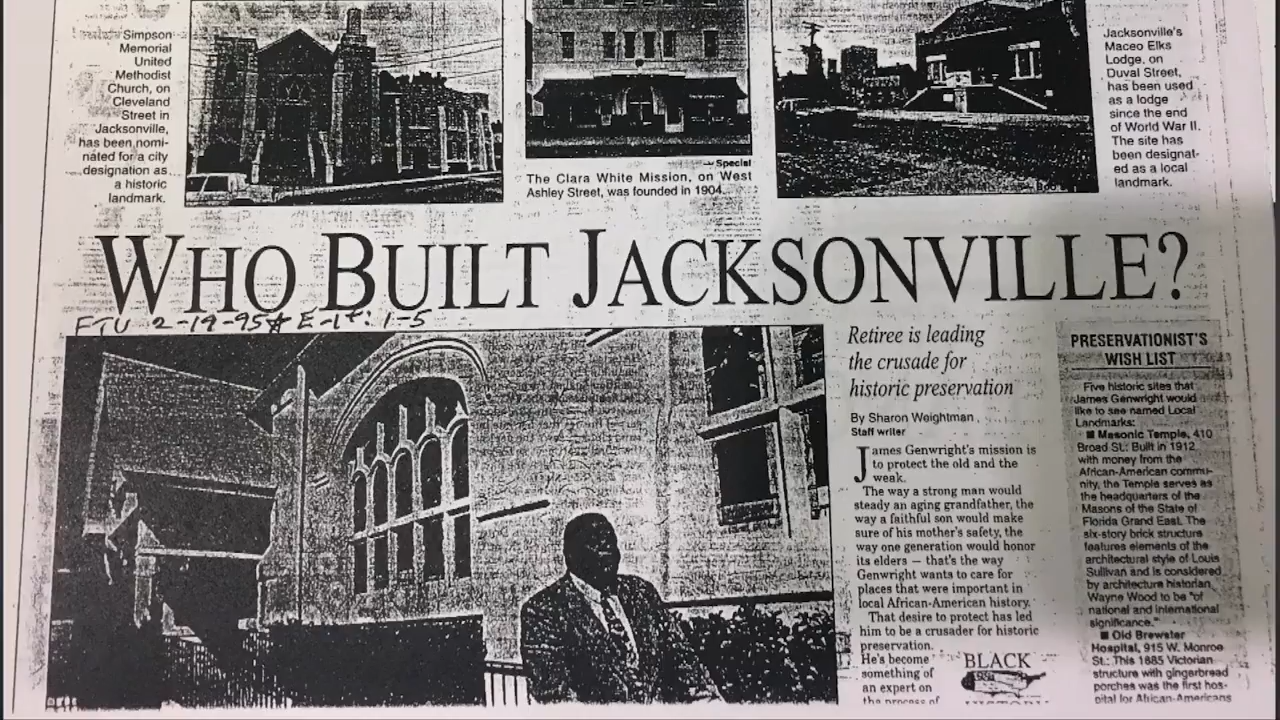 Simpson
Memorial
United
Methodist
Church, on
Cleveland
Street in
Jacksonville,
has been nomi-
nated for a city
designation as
a historic
landmark.
— Special
The Clara White Mission, on West
Ashley Street, was founded in 1904.
Jacksonville's
Maceo Elks
Lodge, on
Duval Street,
has been used
as a lodge
since the end
of World War II.
The site has
been designat-
ed as a local
landmark.
WHO BUILT JACKSONVILLE?
FTU 2-19-95 E-1+: 1-5
Retiree is leading
the crusade for
historic preservation
By Sharon Weightman
Staff writer
James Genwright's mission is
to protect the old and the
weak.
The way a strong man would
steady an aging grandfather, the
way a faithful son would make
sure of his mother's safety, the
way one generation would honor
its elders — that's the way
Genwright wants to care for
places that were important in
local African-American history.
That desire to protect has led
him to be a crusader for historic
preservation.
He's become
something of
an expert on
the process of
BLACK
HISTORY
PRESERVATIONIST'S
WISH LIST
Five historic sites that
James Genwright would
like to see named Local
Landmarks:
■ Masonic Temple, 410
Broad St.: Built in 1912
with money from the
African-American commu-
nity, the Temple serves as
the headquarters of the
Masons of the State of
Florida Grand East. The
six-story brick structure
features elements of the
architectural style of Louis
Sullivan and is considered
by architecture historian
Wayne Wood to be "of
national and international
significance."
■ Old Brewster
Hospital, 915 W. Monroe
St.: This 1885 Victorian
structure with gingerbread
porches was the first hos-
pital for African-Americans